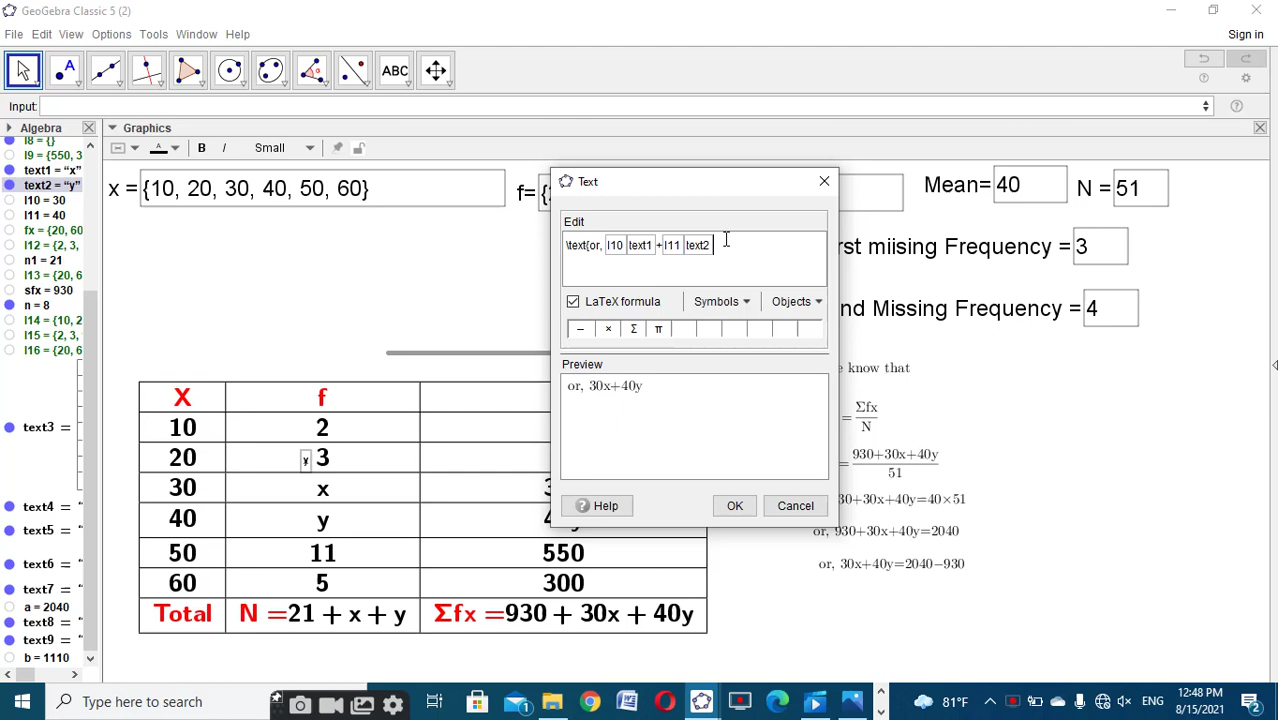 GeoGebra Classic 5 (2)
File Edit View Options Tools Window Help
Sign in
ABC
Input:
Algebra
Graphics
B I Small
l8 = {}
l9 = {550, 3
text1 = "x"
text2 = "y"
l10 = 30
l11 = 40
fx = {20, 60
l12 = {2, 3,
n1 = 21
l13 = {20, 6
sfx = 930
n = 8
l14 = {10, 2
l15 = {2, 3,
l16 = {20, 6
text3 =
text4 = "
text5 = "
text6 = "
text7 = "
a = 2040
text8 = "
text9 = "
b = 1110
x = {10, 20, 30, 40, 50, 60}
f=
Mean= 40
N = 51
rst miising Frequency = 3
nd Missing Frequency = 4
e know that
= Σfx
N
= 930+30x+40y
51
30+30x+40y=40×51
or, 930+30x+40y=2040
or, 30x+40y=2040−930
X f
10 2
20 3
y
30 x
40 y
50 11 550
60 5 300
Total N =21 + x + y Σfx =930 + 30x + 40y
Text
Edit
\text{or, l10 text1 + l11 text2
LaTeX formula Symbols Objects
− × Σ π
Preview
or, 30x+40y
Help OK Cancel
Type here to search
81°F
ENG
12:48 PM
8/15/2021
2